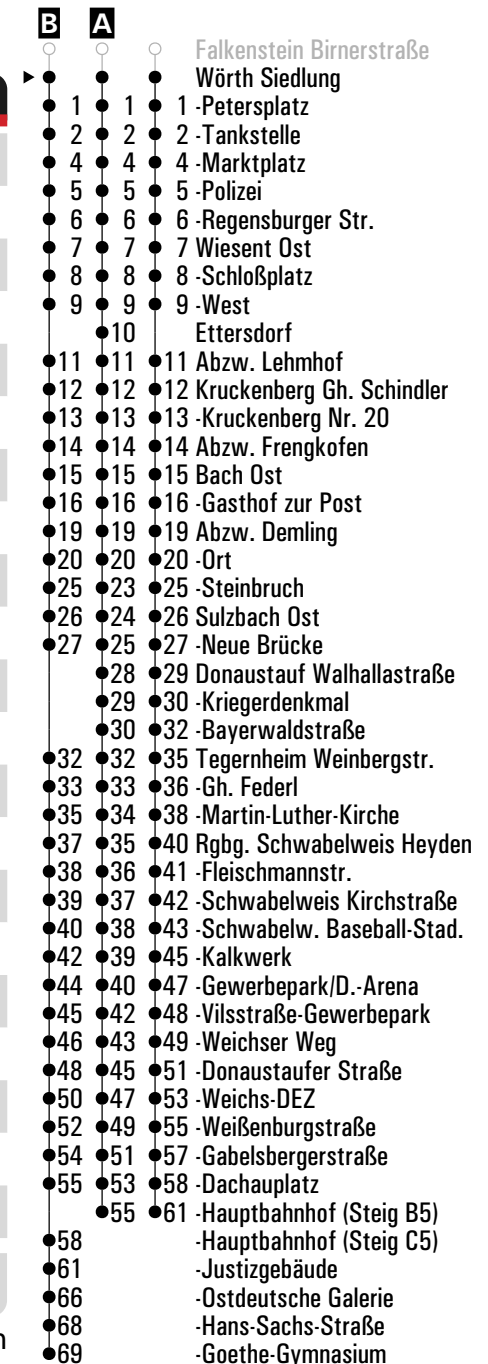 B A
Falkenstein Birnerstraße
Wörth Siedlung
1 1 1 -Petersplatz
2 2 2 -Tankstelle
4 4 4 -Marktplatz
5 5 5 -Polizei
6 6 6 -Regensburger Str.
7 7 7 Wiesent Ost
8 8 8 -Schloßplatz
9 9 9 -West
10 Ettersdorf
11 11 11 Abzw. Lehmhof
12 12 12 Kruckenberg Gh. Schindler
13 13 13 -Kruckenberg Nr. 20
14 14 14 Abzw. Frengkofen
15 15 15 Bach Ost
16 16 16 -Gasthof zur Post
19 19 19 Abzw. Demling
20 20 20 -Ort
25 23 25 -Steinbruch
26 24 26 Sulzbach Ost
27 25 27 -Neue Brücke
28 29 Donaustauf Walhallastraße
29 30 -Kriegerdenkmal
30 32 -Bayerwaldstraße
32 32 35 Tegernheim Weinbergstr.
33 33 36 -Gh. Federl
35 34 38 -Martin-Luther-Kirche
37 35 40 Rgbg. Schwabelweis Heyden
38 36 41 -Fleischmannstr.
39 37 42 -Schwabelweis Kirchstraße
40 38 43 -Schwabelw. Baseball-Stad.
42 39 45 -Kalkwerk
44 40 47 -Gewerbepark/D.-Arena
45 42 48 -Vilsstraße-Gewerbepark
46 43 49 -Weichser Weg
48 45 51 -Donaustaufer Straße
50 47 53 -Weichs-DEZ
52 49 55 -Weißenburgstraße
54 51 57 -Gabelsbergerstraße
55 53 58 -Dachauplatz
55 61 -Hauptbahnhof (Steig B5)
58 -Hauptbahnhof (Steig C5)
61 -Justizgebäude
66 -Ostdeutsche Galerie
68 -Hans-Sachs-Straße
69 -Goethe-Gymnasium